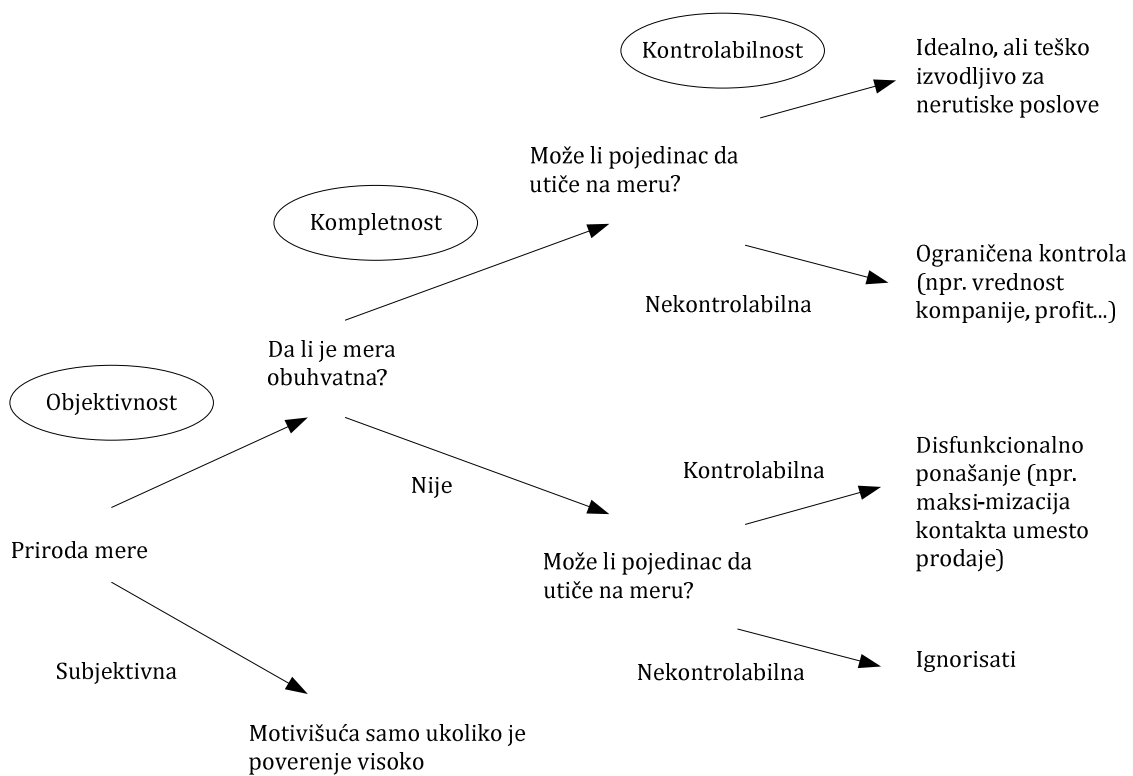 Kontrolabilnost
Idealno, ali teško
izvodljivo za
nerutiske poslove
Može li pojedinac da
utiče na meru?
Kompletnost
Ograničena kontrola
(npr. vrednost
kompanije, profit...)
Nekontrolabilna
Da li je mera
obuhvatna?
Objektivnost
Disfunkcionalno
ponašanje (npr.
maksi-mizacija
kontakta umesto
prodaje)
Kontrolabilna
Nije
Priroda mere
Može li pojedinac da
utiče na meru?
Subjektivna
Nekontrolabilna
Ignorisati
Motivišuća samo ukoliko je
poverenje visoko